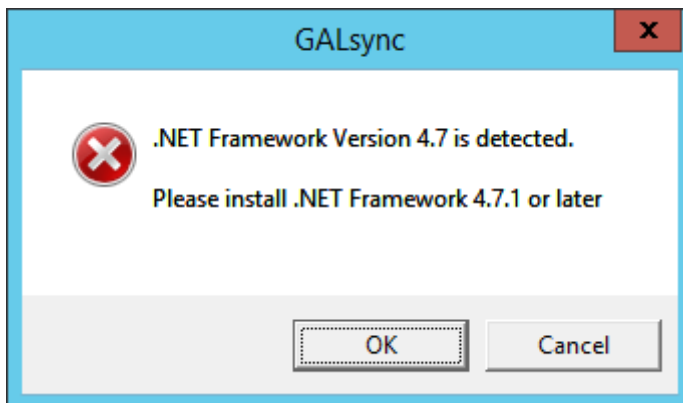 GALsync
x
.NET Framework Version 4.7 is detected.
Please install .NET Framework 4.7.1 or later
OK
Cancel